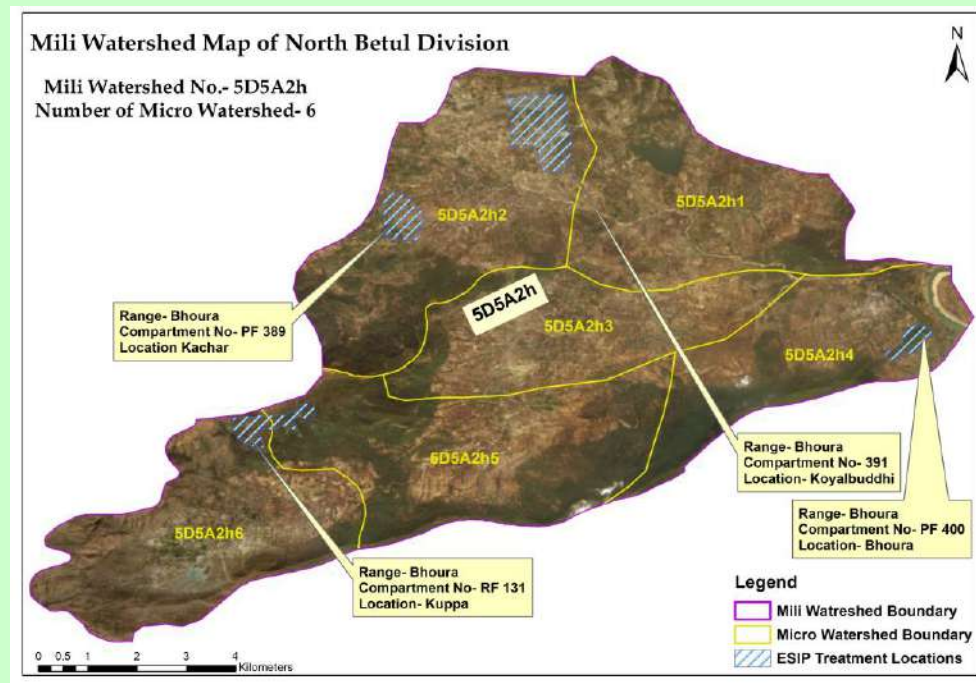 Mili Watershed Map of North Betul Division
N
Mili Watershed No.- 5D5A2h
Number of Micro Watershed- 6
5D5A2h1
5D5A2h2
5D5A2h
5D5A2h3
5D5A2h4
5D5A2h5
5D5A2h6
Range- Bhoura
Compartment No- PF 389
Location Kachar
Range- Bhoura
Compartment No- 391
Location- Koyalbuddhi
Range- Bhoura
Compartment No- PF 400
Location- Bhoura
Range- Bhoura
Compartment No- RF 131
Location- Kuppa
Legend
Mili Watreshed Boundary
Micro Watershed Boundary
ESIP Treatment Locations
0 0.5 1 2 3 4
Kilometers